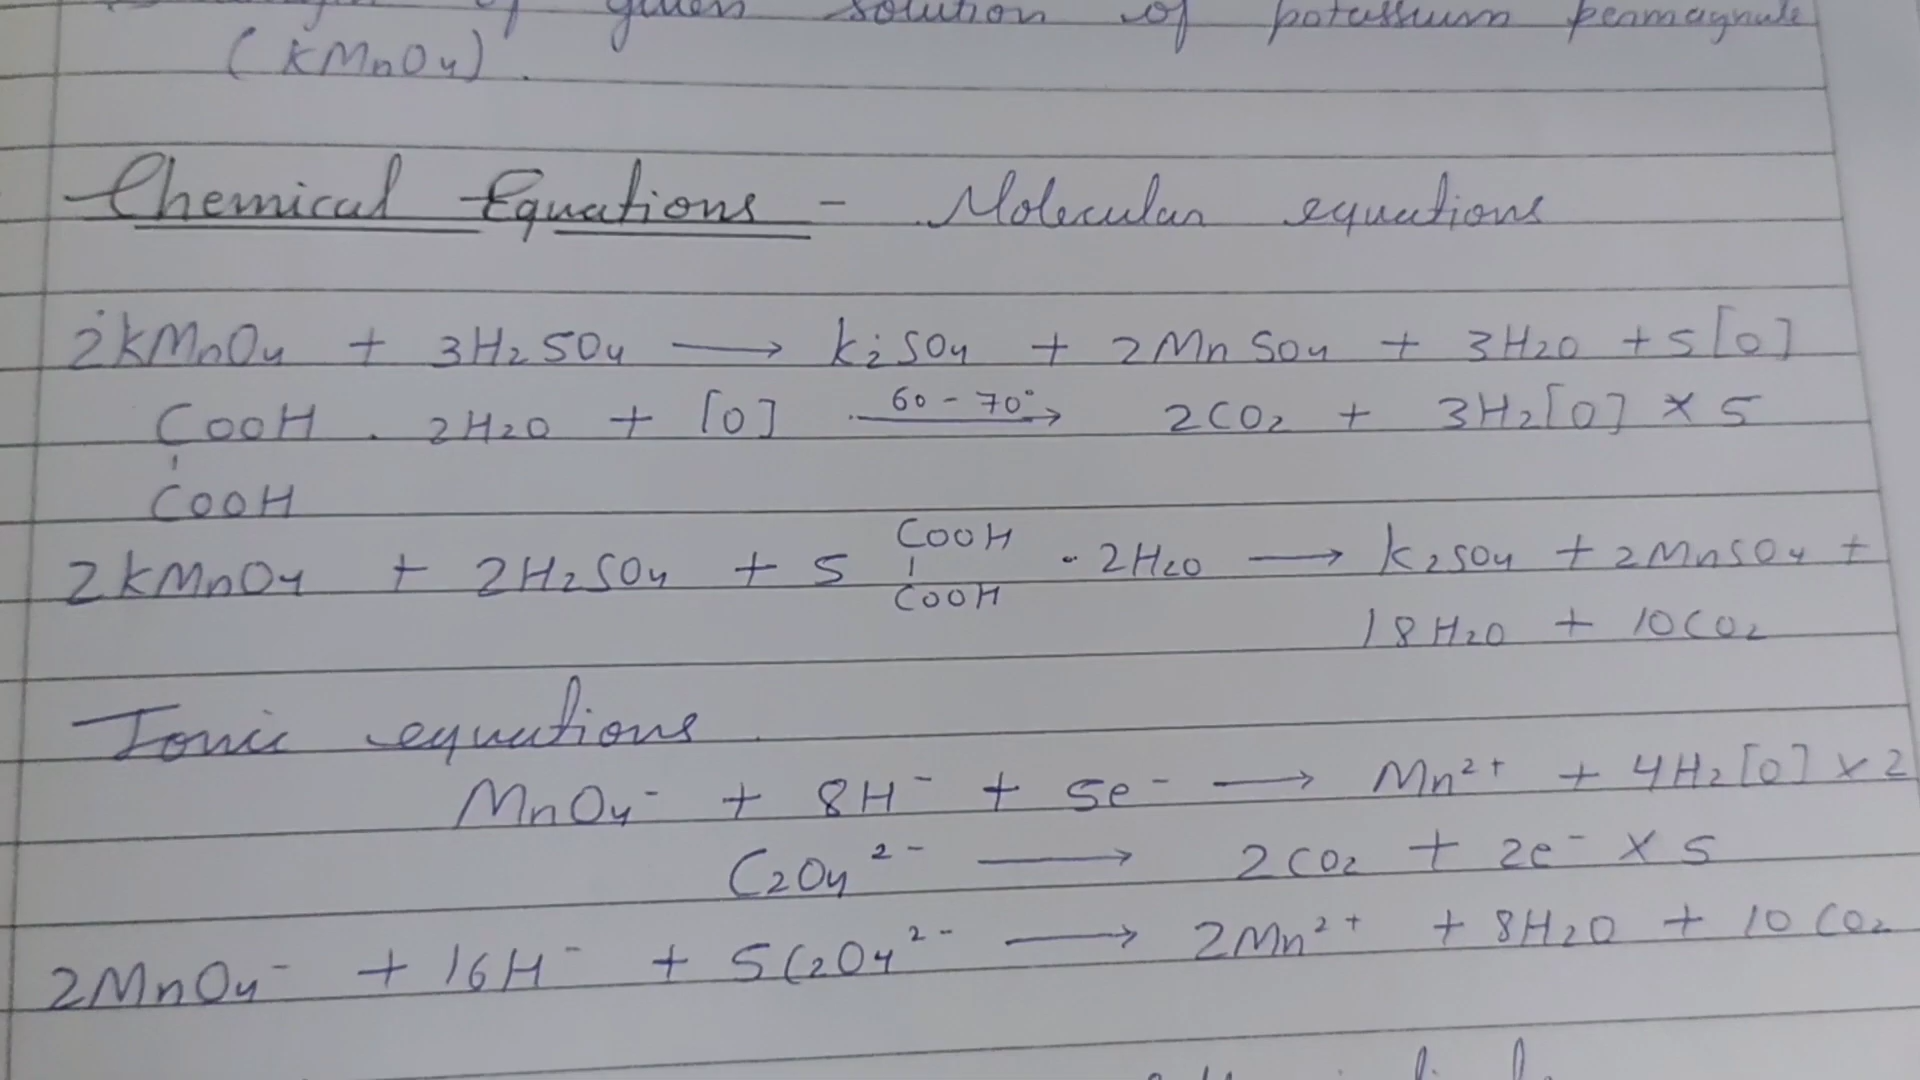 of given solution of potassium permagnate
(KMnO4).
Chemical Equations - Molecular equations
2KMnO4 + 3H2SO4 ⟶ K2SO4 + 2MnSO4 + 3H2O + 5[O]
COOH . 2H2O + [O] 60-70° ⟶ 2CO2 + 3H2[O] × 5
COOH
2KMnO4 + 2H2SO4 + 5 COOH COOH . 2H2O ⟶ K2SO4 + 2MnSO4 +
18H2O + 10CO2
Ionic equations.
MnO4⁻ + 8H⁻ + 5e⁻ ⟶ Mn²⁺ + 4H2[O] × 2
C2O4²⁻ ⟶ 2CO2 + 2e⁻ × 5
2MnO4⁻ + 16H⁻ + 5C2O4²⁻ ⟶ 2Mn²⁺ + 8H2O + 10CO2